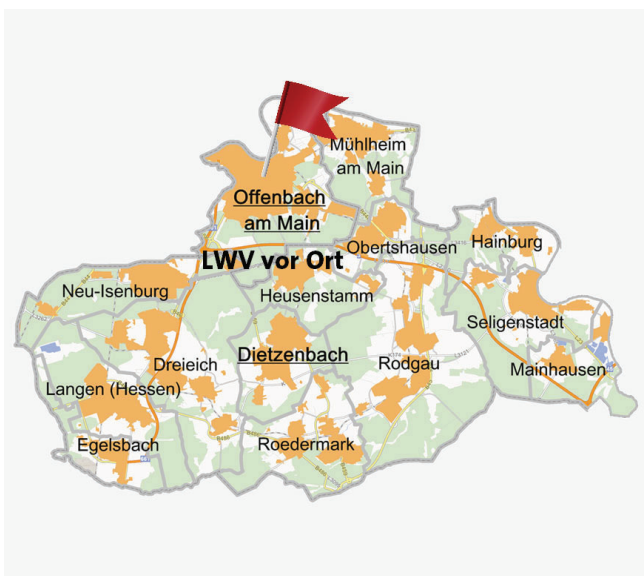 Mühlheim
am Main
Offenbach
am Main
Obertshausen
Hainburg
LWV vor Ort
Neu-Isenburg
Heusenstamm
Seligenstadt
Dietzenbach
Dreieich
Rodgau
Mainhausen
Langen (Hessen)
Egelsbach
Roedermark